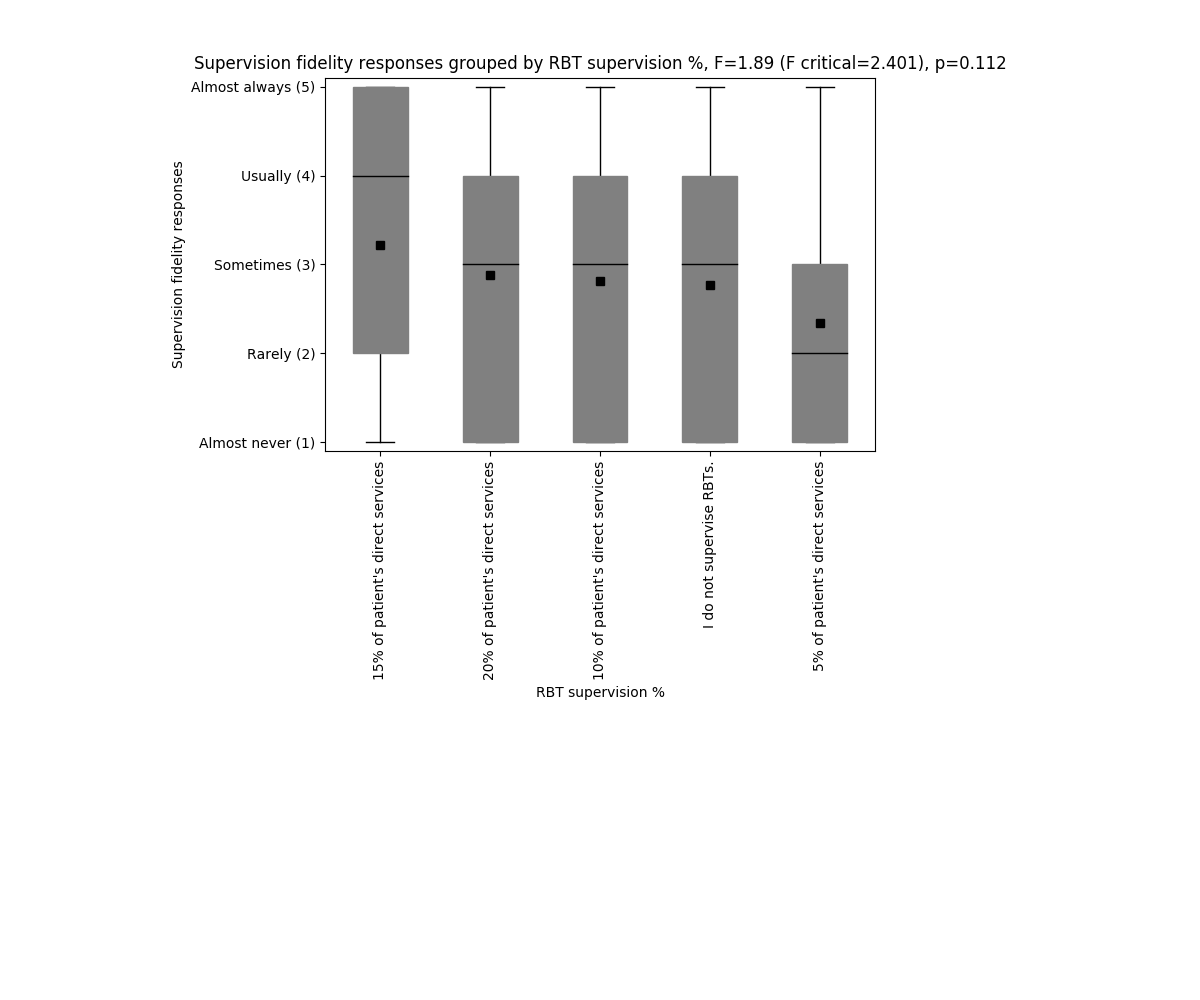 Supervision fidelity responses grouped by RBT supervision %, F=1.89 (F critical=2.401), p=0.112
Almost always (5)
Usually (4)
Sometimes (3)
Rarely (2)
Almost never (1)
Supervision fidelity responses
15% of patient's direct services
20% of patient's direct services
10% of patient's direct services
I do not supervise RBTs.
5% of patient's direct services
RBT supervision %